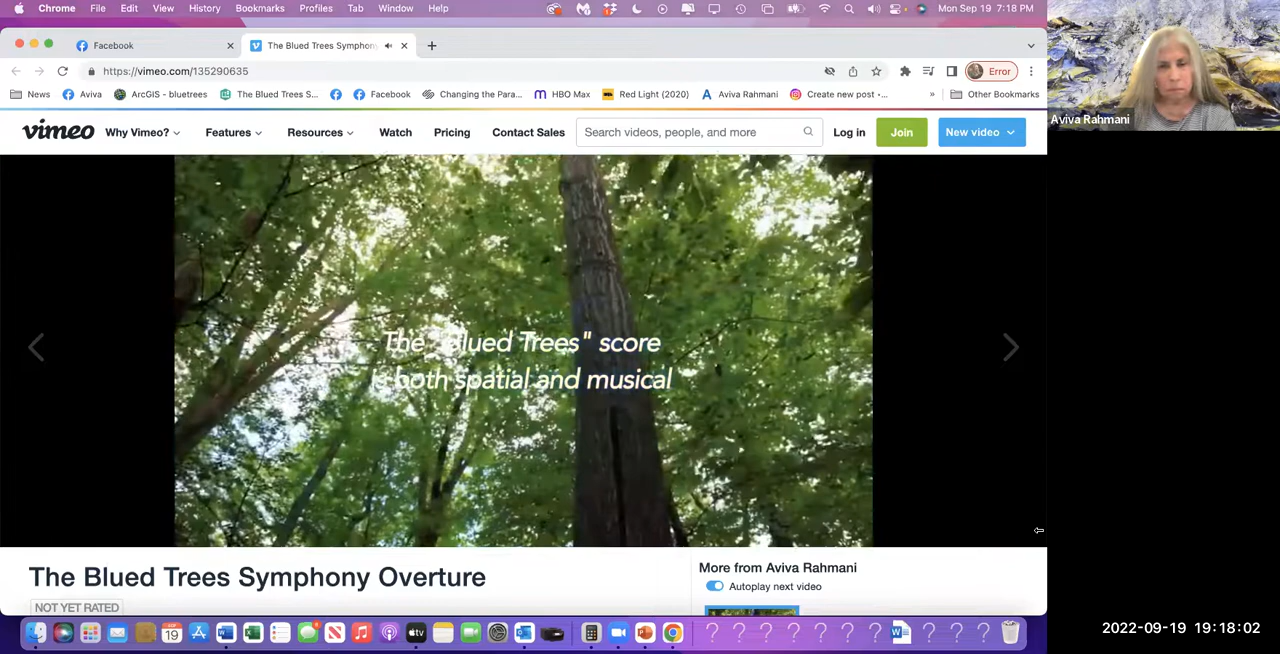 Chrome File Edit View History Bookmarks Profiles Tab Window Help Mon Sep 19 7:18 PM
Facebook
The Blued Trees Symphon
https://vimeo.com/135290635
Error
News Aviva ArcGIS - bluetrees The Blued Trees S... Facebook Changing the Para... HBO Max Red Light (2020) Aviva Rahmani Create new post •... » Other Bookmarks
vimeo Why Vimeo? Features Resources Watch Pricing Contact Sales Search videos, people, and more Log in Join New video
Aviva Rahmani
The "Blued Trees" score
is both spatial and musical
The Blued Trees Symphony Overture
NOT YET RATED
More from Aviva Rahmani
Autoplay next video
19
tv
2022-09-19 19:18:02